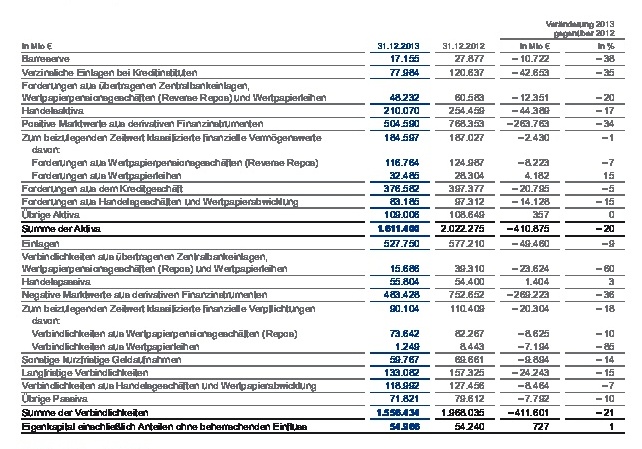 Veränderung 2013
gegenüber 2012
In Mio € 31.12.2013 31.12.2012 in Mio € in %
Barreserve 17.155 27.877 –10.722 –38
Verzinsliche Einlagen bei Kreditinstituten 77.984 120.637 –42.653 –35
Forderungen aus übertragenen Zentralbankeinlagen,
Wertpapierpensionsgeschäften (Reverse Repos) und Wertpapierleihen 48.232 60.583 –12.351 –20
Handelsaktiva 210.070 254.459 –44.389 –17
Positive Marktwerte aus derivativen Finanzinstrumenten 504.590 768.353 –263.763 –34
Zum beizulegenden Zeitwert klassifizierte finanzielle Vermögenswerte 184.597 187.027 –2.430 –1
davon:
Forderungen aus Wertpapierpensionsgeschäften (Reverse Repos) 116.764 124.987 –8.223 –7
Forderungen aus Wertpapierleihen 32.485 28.304 4.182 15
Forderungen aus dem Kreditgeschäft 376.582 397.377 –20.795 –5
Forderungen aus Handelsgeschäften und Wertpapierabwicklung 83.185 97.312 –14.128 –15
Übrige Aktiva 109.006 108.649 357 0
Summe der Aktiva 1.611.400 2.022.275 –410.875 –20
Einlagen 527.750 577.210 –49.460 –9
Verbindlichkeiten aus übertragenen Zentralbankeinlagen,
Wertpapierpensionsgeschäften (Repos) und Wertpapierleihen 15.686 39.310 –23.624 –60
Handelspassiva 55.804 54.400 1.404 3
Negative Marktwerte aus derivativen Finanzinstrumenten 483.428 752.652 –269.223 –36
Zum beizulegenden Zeitwert klassifizierte finanzielle Verpflichtungen 90.104 110.409 –20.304 –18
davon:
Verbindlichkeiten aus Wertpapierpensionsgeschäften (Repos) 73.642 82.267 –8.625 –10
Verbindlichkeiten aus Wertpapierleihen 1.249 8.443 –7.194 –85
Sonstige kurzfristige Geldaufnahmen 59.767 69.661 –9.894 –14
Langfristige Verbindlichkeiten 133.082 157.325 –24.243 –15
Verbindlichkeiten aus Handelsgeschäften und Wertpapierabwicklung 118.992 127.456 –8.464 –7
Übrige Passiva 71.821 79.612 –7.792 –10
Summe der Verbindlichkeiten 1.556.434 1.968.035 –411.601 –21
Eigenkapital einschließlich Anteilen ohne beherrschenden Einfluss 54.966 54.240 727 1